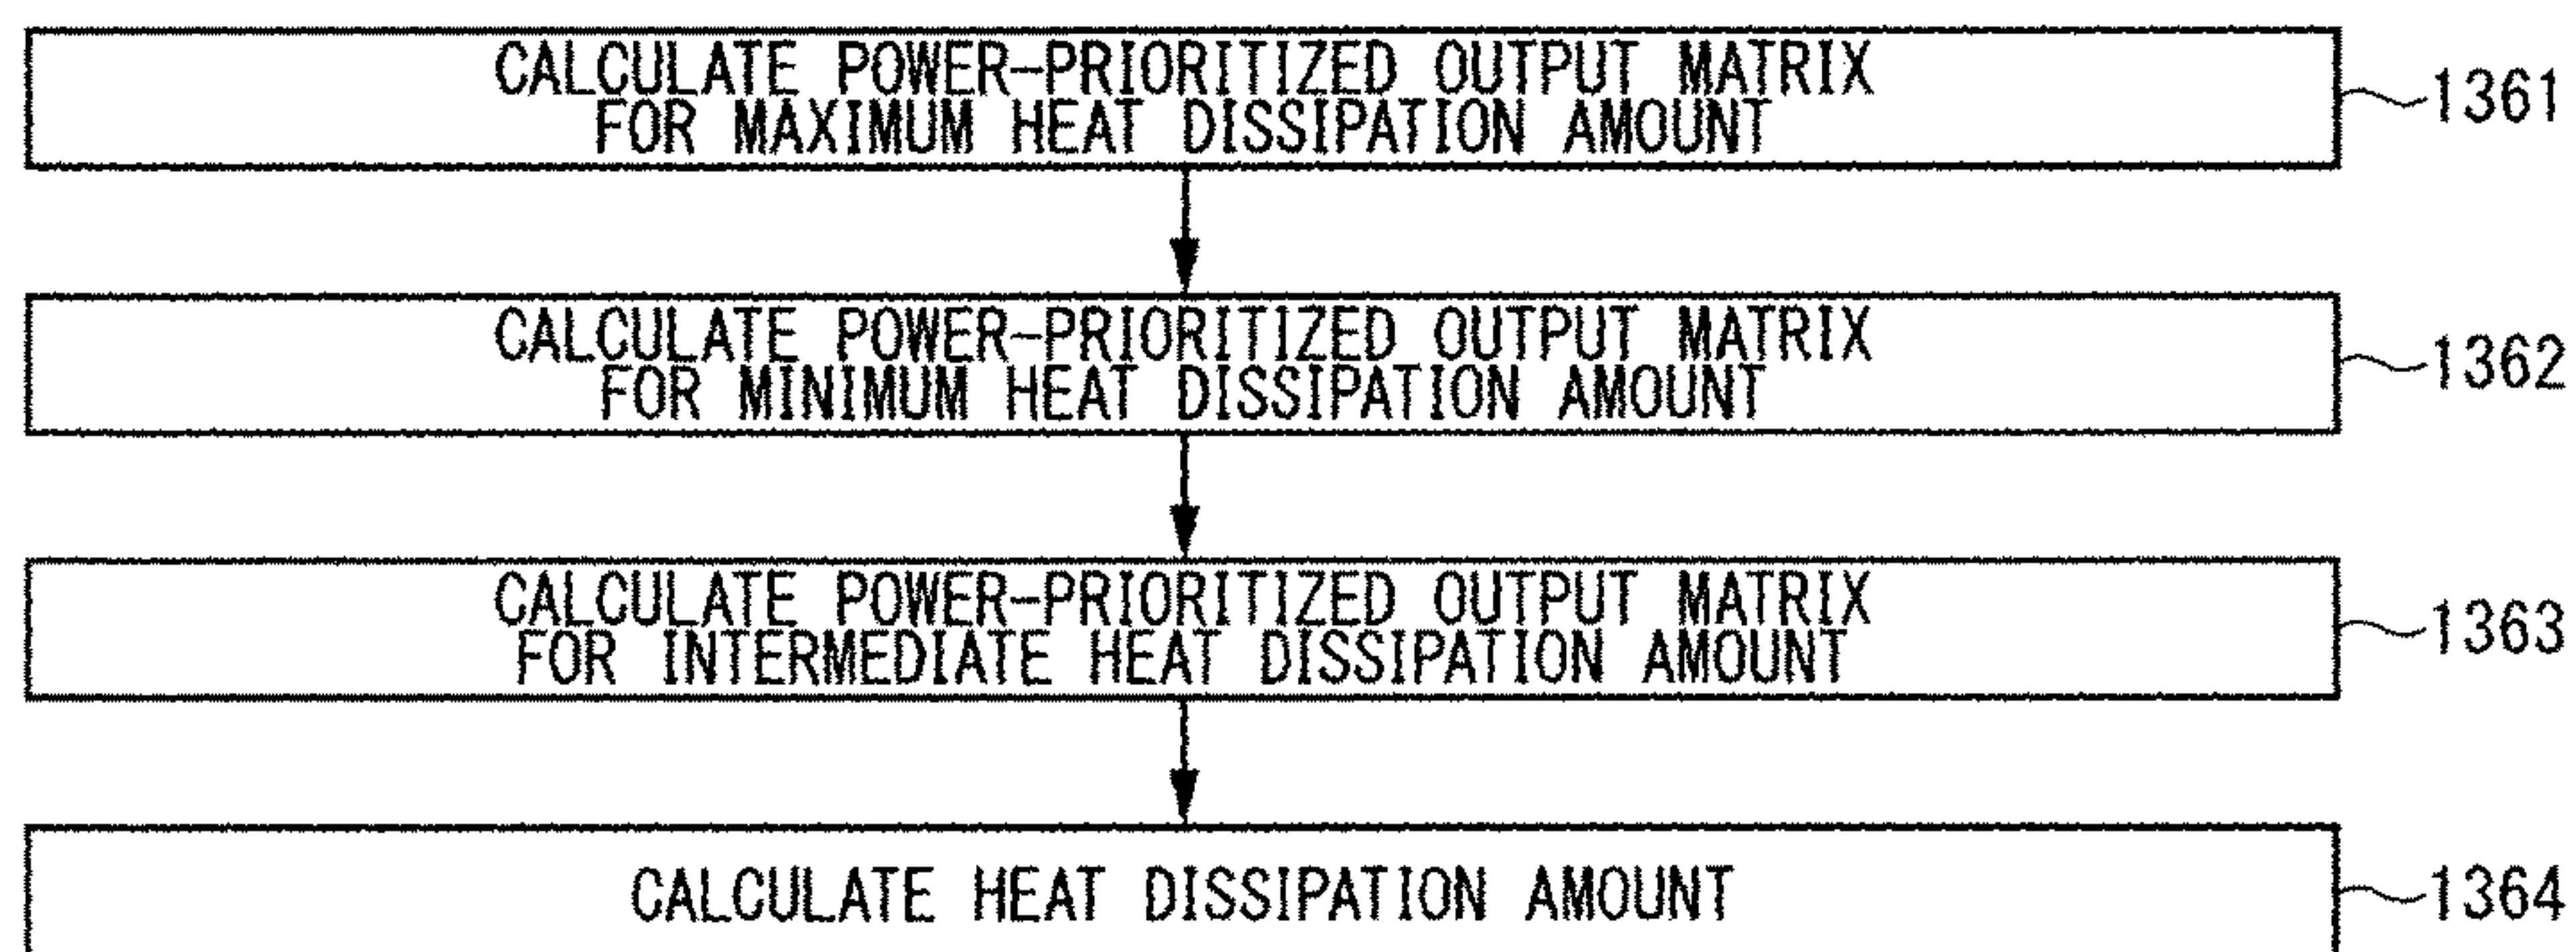 CALCULATE POWER-PRIORITIZED OUTPUT MATRIX
FOR MAXIMUM HEAT DISSIPATION AMOUNT
1361
CALCULATE POWER-PRIORITIZED OUTPUT MATRIX
FOR MINIMUM HEAT DISSIPATION AMOUNT
1362
CALCULATE POWER-PRIORITIZED OUTPUT MATRIX
FOR INTERMEDIATE HEAT DISSIPATION AMOUNT
1363
CALCULATE HEAT DISSIPATION AMOUNT
1364